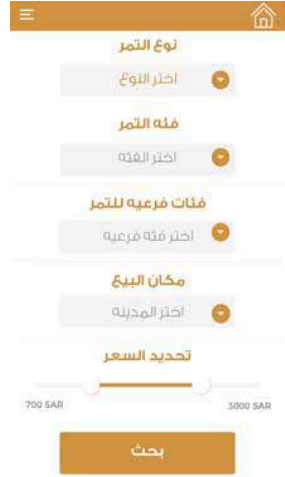 نوع التمر
اختر النوع
فئه التمر
اختر الفئه
فئات فرعيه للتمر
اختر فئه فرعيه
مكان البيع
اختر المدينه
تحديد السعر
700 SAR
3000 SAR
بحث